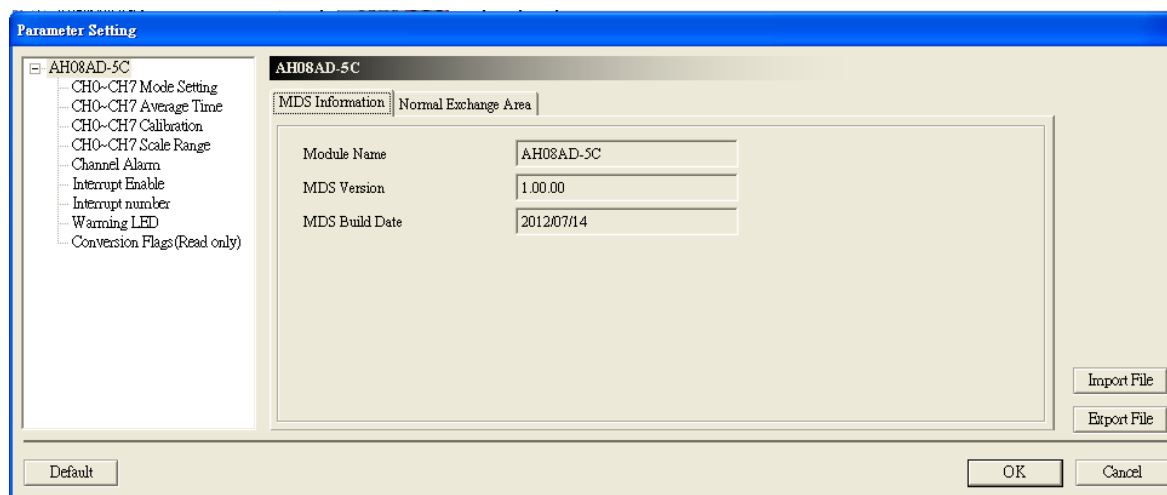 Parameter Setting
AH08AD-5C
CH0~CH7 Mode Setting
CH0~CH7 Average Time
CH0~CH7 Calibration
CH0~CH7 Scale Range
Channel Alarm
Interrupt Enable
Interrupt number
Warning LED
Conversion Flags(Read only)
AH08AD-5C
MDS Information
Normal Exchange Area
Module Name
AH08AD-5C
MDS Version
1.00.00
MDS Build Date
2012/07/14
Import File
Export File
Default
OK
Cancel